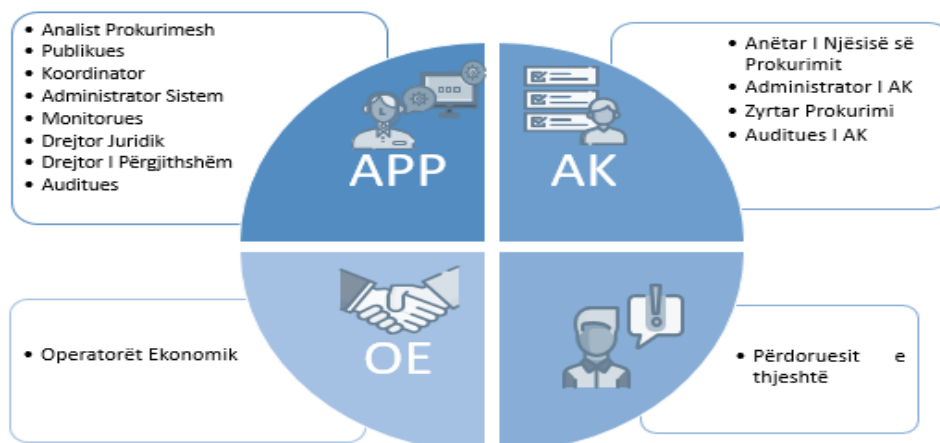 • Analist Prokurimesh
• Publikues
• Koordinator
• Administrator Sistem
• Monitorues
• Drejtor Juridik
• Drejtor I Përgjithshëm
• Auditues
APP
AK
• Anëtar I Njësisë së
Prokurimit
• Administrator I AK
• Zyrtar Prokurimi
• Auditues I AK
• Operatorët Ekonomik
OE
• Përdoruesit e
thjeshtë